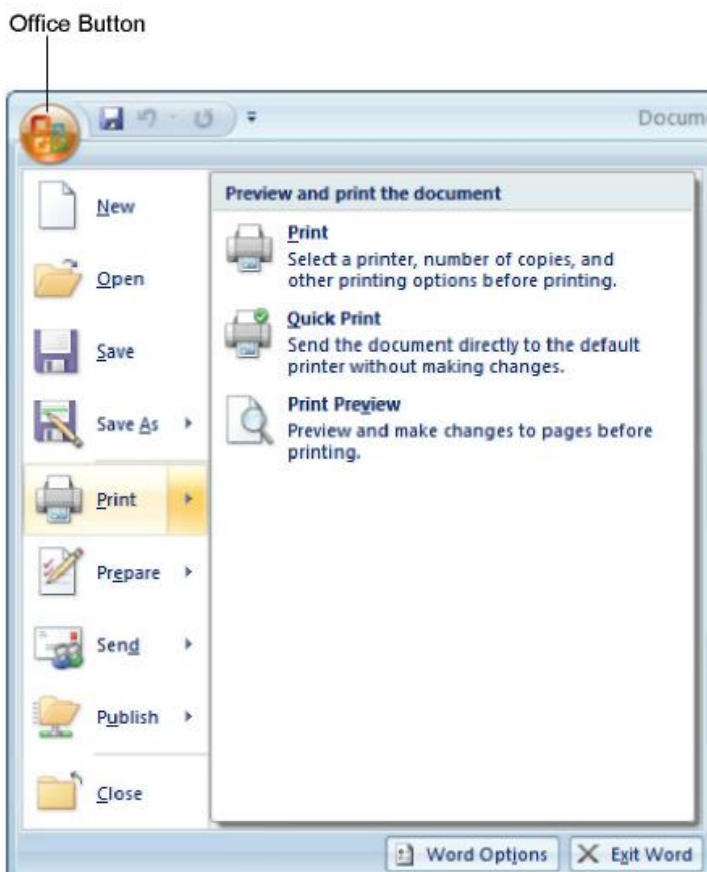 Office Button
Docum
New
Open
Save
Save As
Print
Prepare
Send
Publish
Close
Preview and print the document
Print
Select a printer, number of copies, and
other printing options before printing.
Quick Print
Send the document directly to the default
printer without making changes.
Print Preview
Preview and make changes to pages before
printing.
Word Options
Exit Word